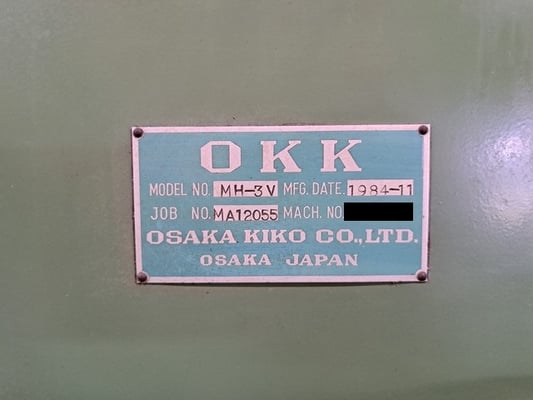 OKK
MODEL NO. MH-3V MFG. DATE. 1984-11
JOB NO. MA12055 MACH. NO.
OSAKA KIKO CO.,LTD.
OSAKA JAPAN